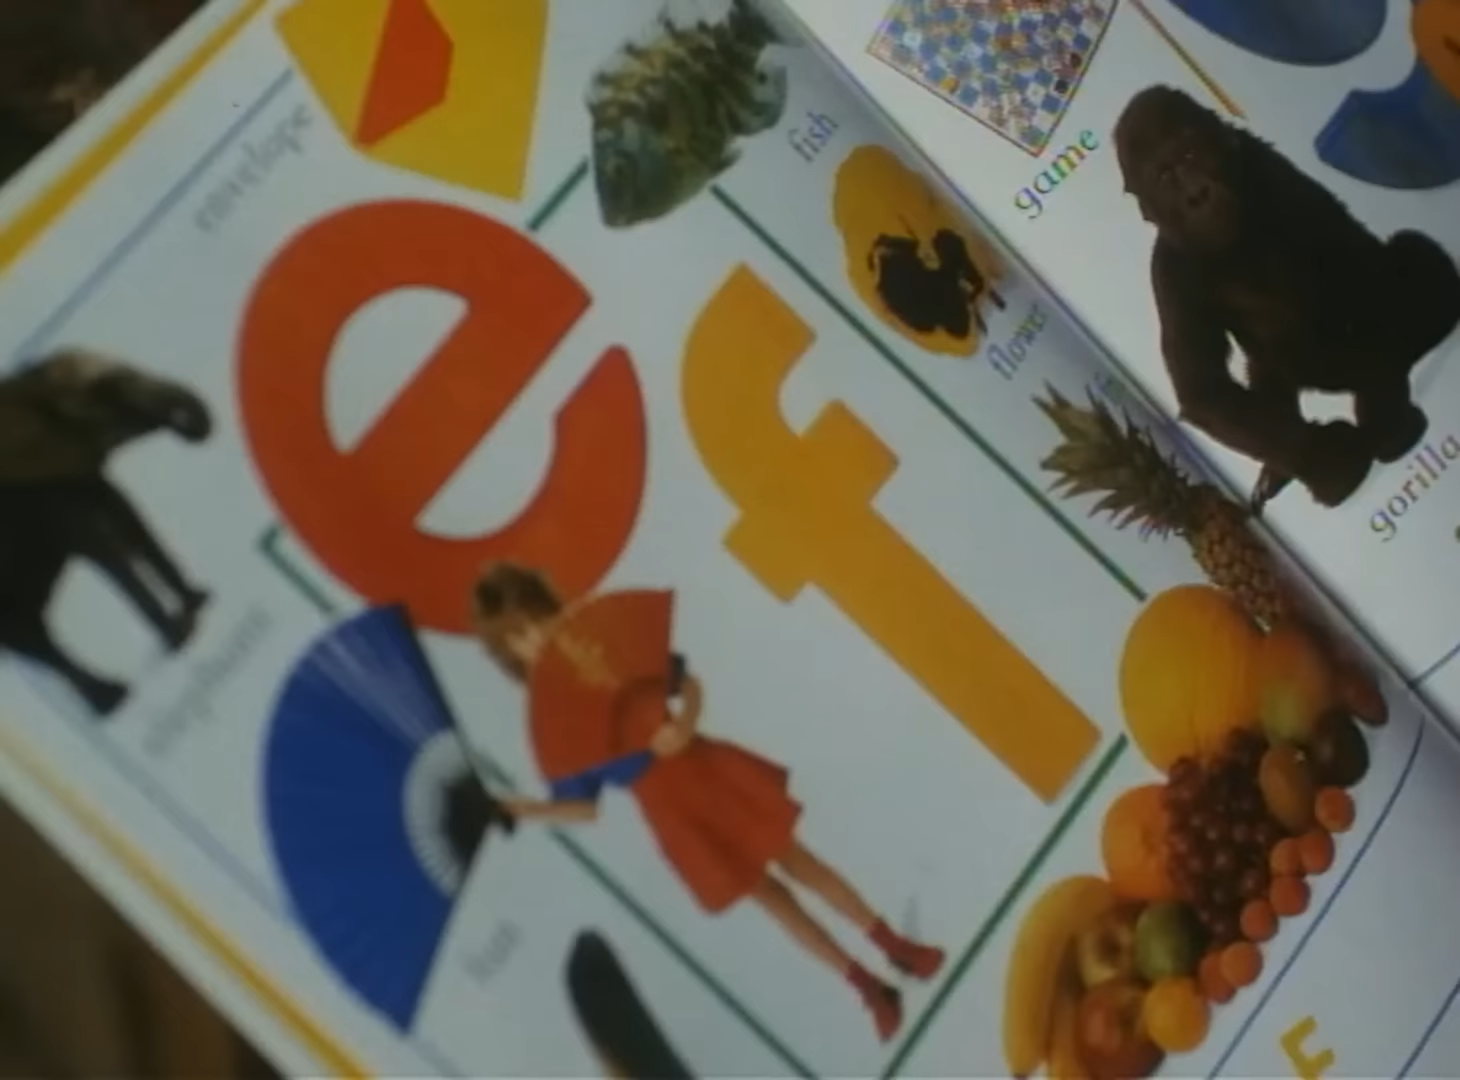 envelope
e
elephant
fish
f
flower
fan
F
game
gorilla